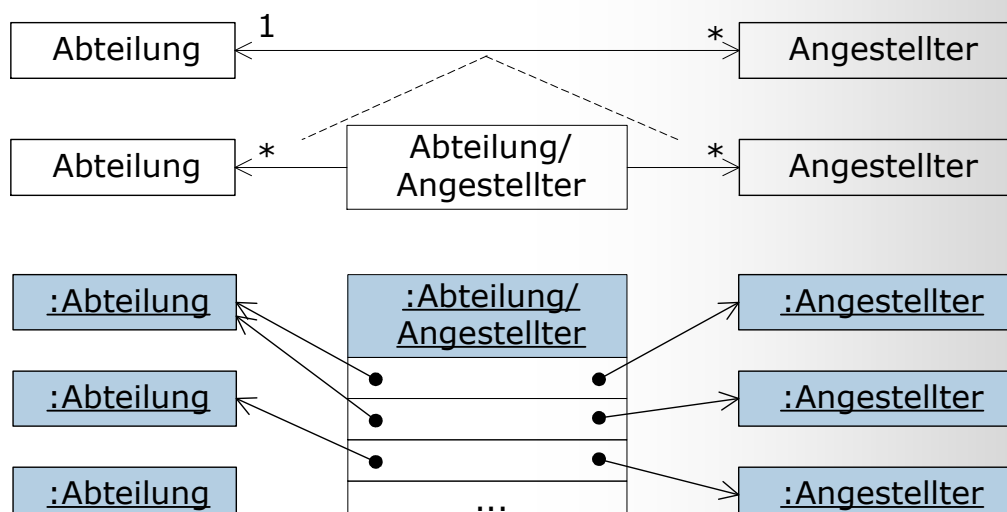 1 *
Abteilung Angestellter
Abteilung * Abteilung/ * Angestellter
Angestellter
:Abteilung :Abteilung/ :Angestellter
Angestellter
:Abteilung :Angestellter
:Abteilung :Angestellter
...